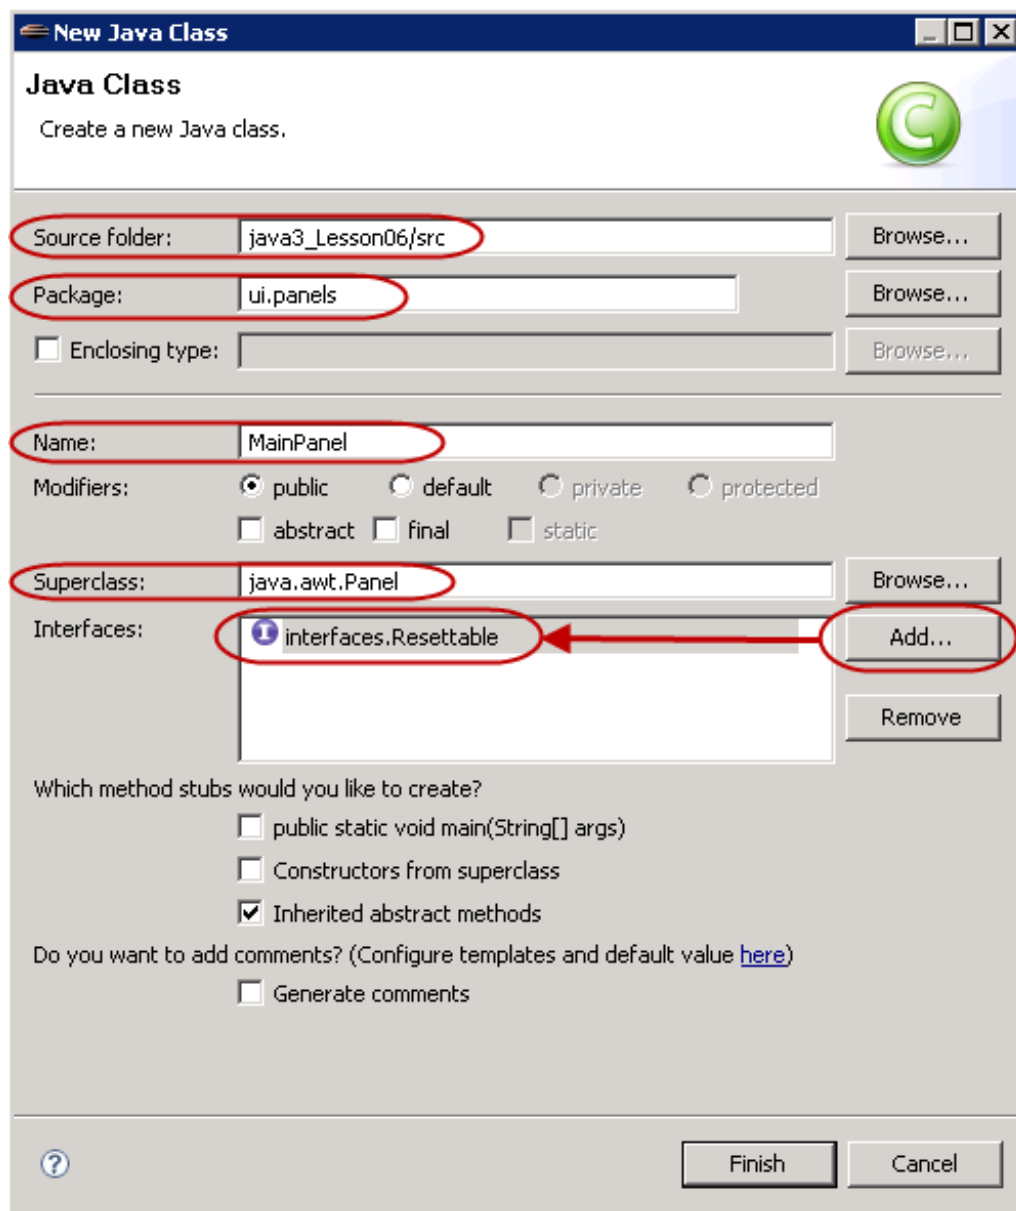 New Java Class
Java Class
Create a new Java class.
C
Source folder: java3_Lesson06/src Browse...
Package: ui.panels Browse...
Enclosing type: Browse...
Name: MainPanel
Modifiers: public default private protected
abstract final static
Superclass: java.awt.Panel Browse...
Interfaces: I interfaces.Resettable Add...
Remove
Which method stubs would you like to create?
public static void main(String[] args)
Constructors from superclass
Inherited abstract methods
Do you want to add comments? (Configure templates and default value here)
Generate comments
? Finish Cancel